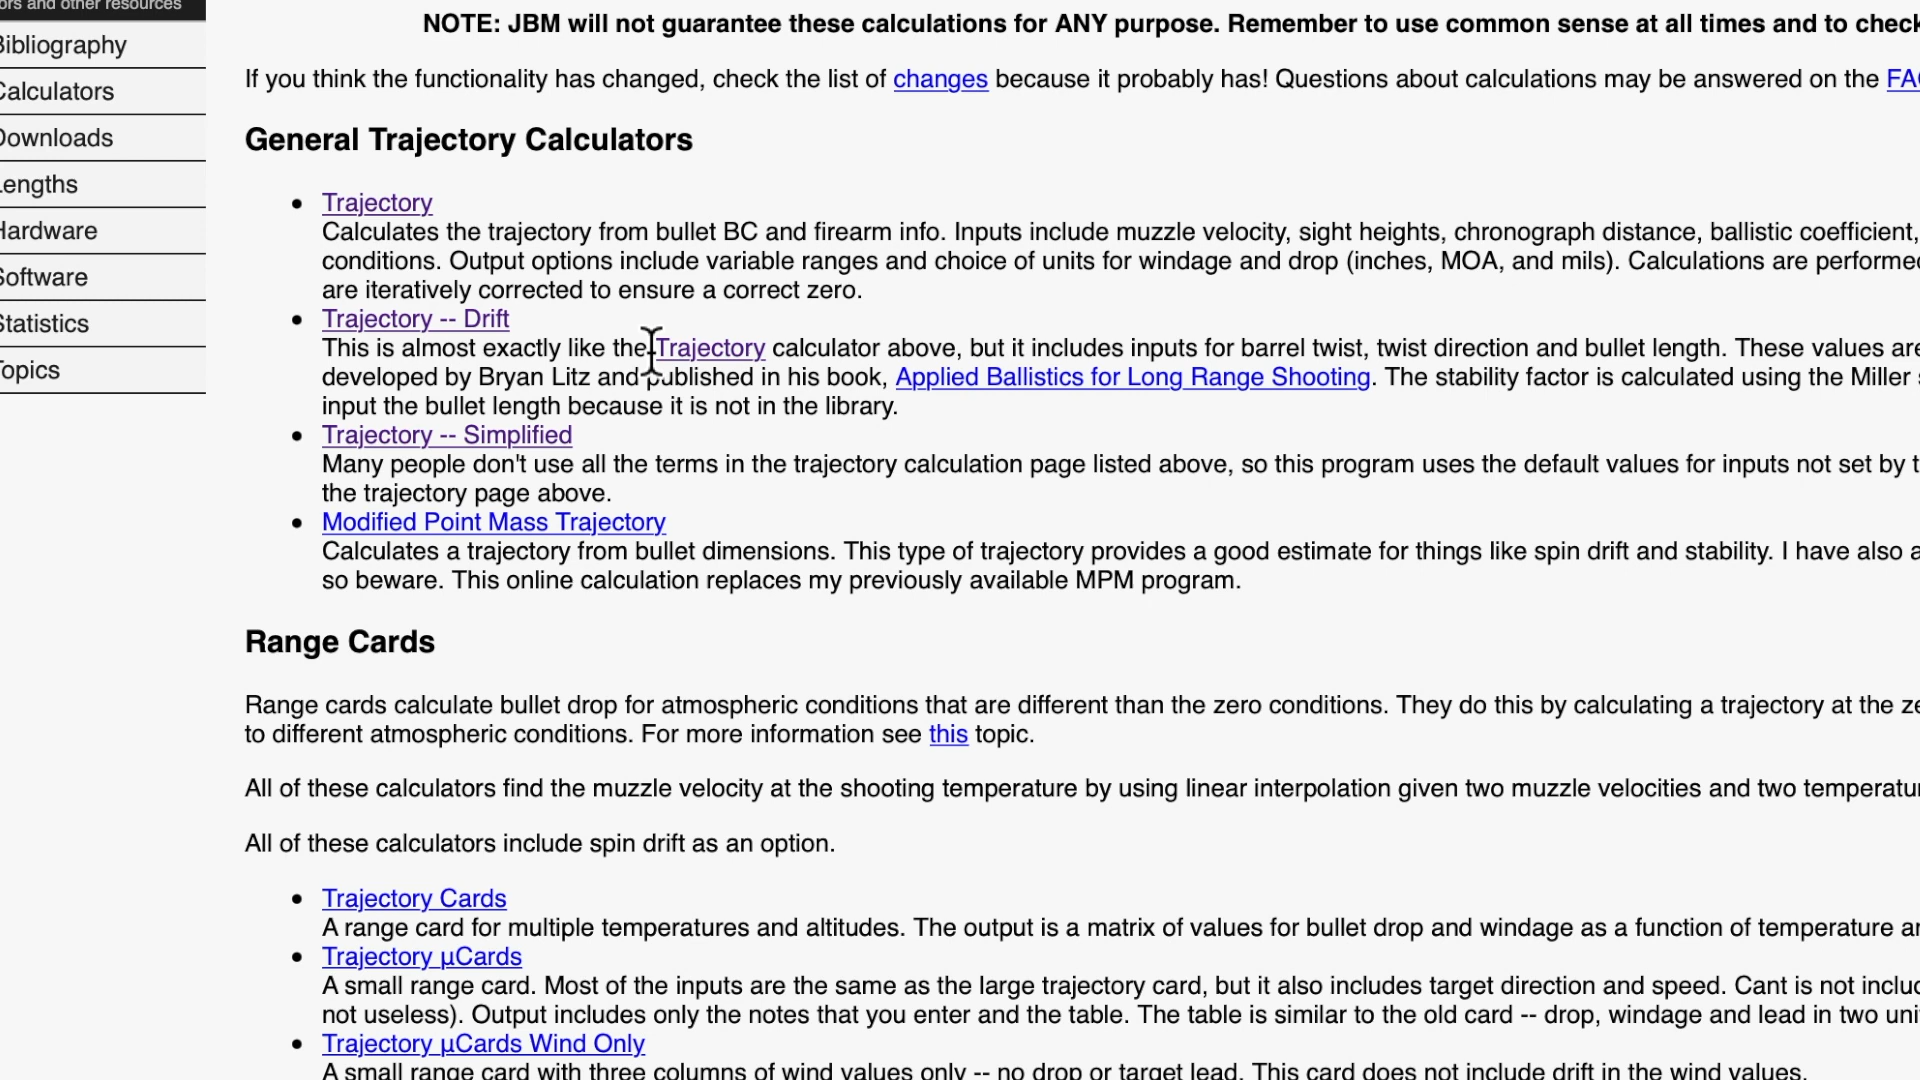 ors and other resources
Bibliography
Calculators
Downloads
Lengths
Hardware
Software
Statistics
Topics
NOTE: JBM will not guarantee these calculations for ANY purpose. Remember to use common sense at all times and to check
If you think the functionality has changed, check the list of changes because it probably has! Questions about calculations may be answered on the FAQ
General Trajectory Calculators
• Trajectory
Calculates the trajectory from bullet BC and firearm info. Inputs include muzzle velocity, sight heights, chronograph distance, ballistic coefficient,
conditions. Output options include variable ranges and choice of units for windage and drop (inches, MOA, and mils). Calculations are performed
are iteratively corrected to ensure a correct zero.
• Trajectory -- Drift
This is almost exactly like the Trajectory calculator above, but it includes inputs for barrel twist, twist direction and bullet length. These values are
developed by Bryan Litz and published in his book, Applied Ballistics for Long Range Shooting. The stability factor is calculated using the Miller s
input the bullet length because it is not in the library.
• Trajectory -- Simplified
Many people don't use all the terms in the trajectory calculation page listed above, so this program uses the default values for inputs not set by t
the trajectory page above.
• Modified Point Mass Trajectory
Calculates a trajectory from bullet dimensions. This type of trajectory provides a good estimate for things like spin drift and stability. I have also a
so beware. This online calculation replaces my previously available MPM program.
Range Cards
Range cards calculate bullet drop for atmospheric conditions that are different than the zero conditions. They do this by calculating a trajectory at the ze
to different atmospheric conditions. For more information see this topic.
All of these calculators find the muzzle velocity at the shooting temperature by using linear interpolation given two muzzle velocities and two temperatu
All of these calculators include spin drift as an option.
• Trajectory Cards
A range card for multiple temperatures and altitudes. The output is a matrix of values for bullet drop and windage as a function of temperature a
• Trajectory µCards
A small range card. Most of the inputs are the same as the large trajectory card, but it also includes target direction and speed. Cant is not inclu
not useless). Output includes only the notes that you enter and the table. The table is similar to the old card -- drop, windage and lead in two uni
• Trajectory µCards Wind Only
A small range card with three columns of wind values only -- no drop or target lead. This card does not include drift in the wind values.